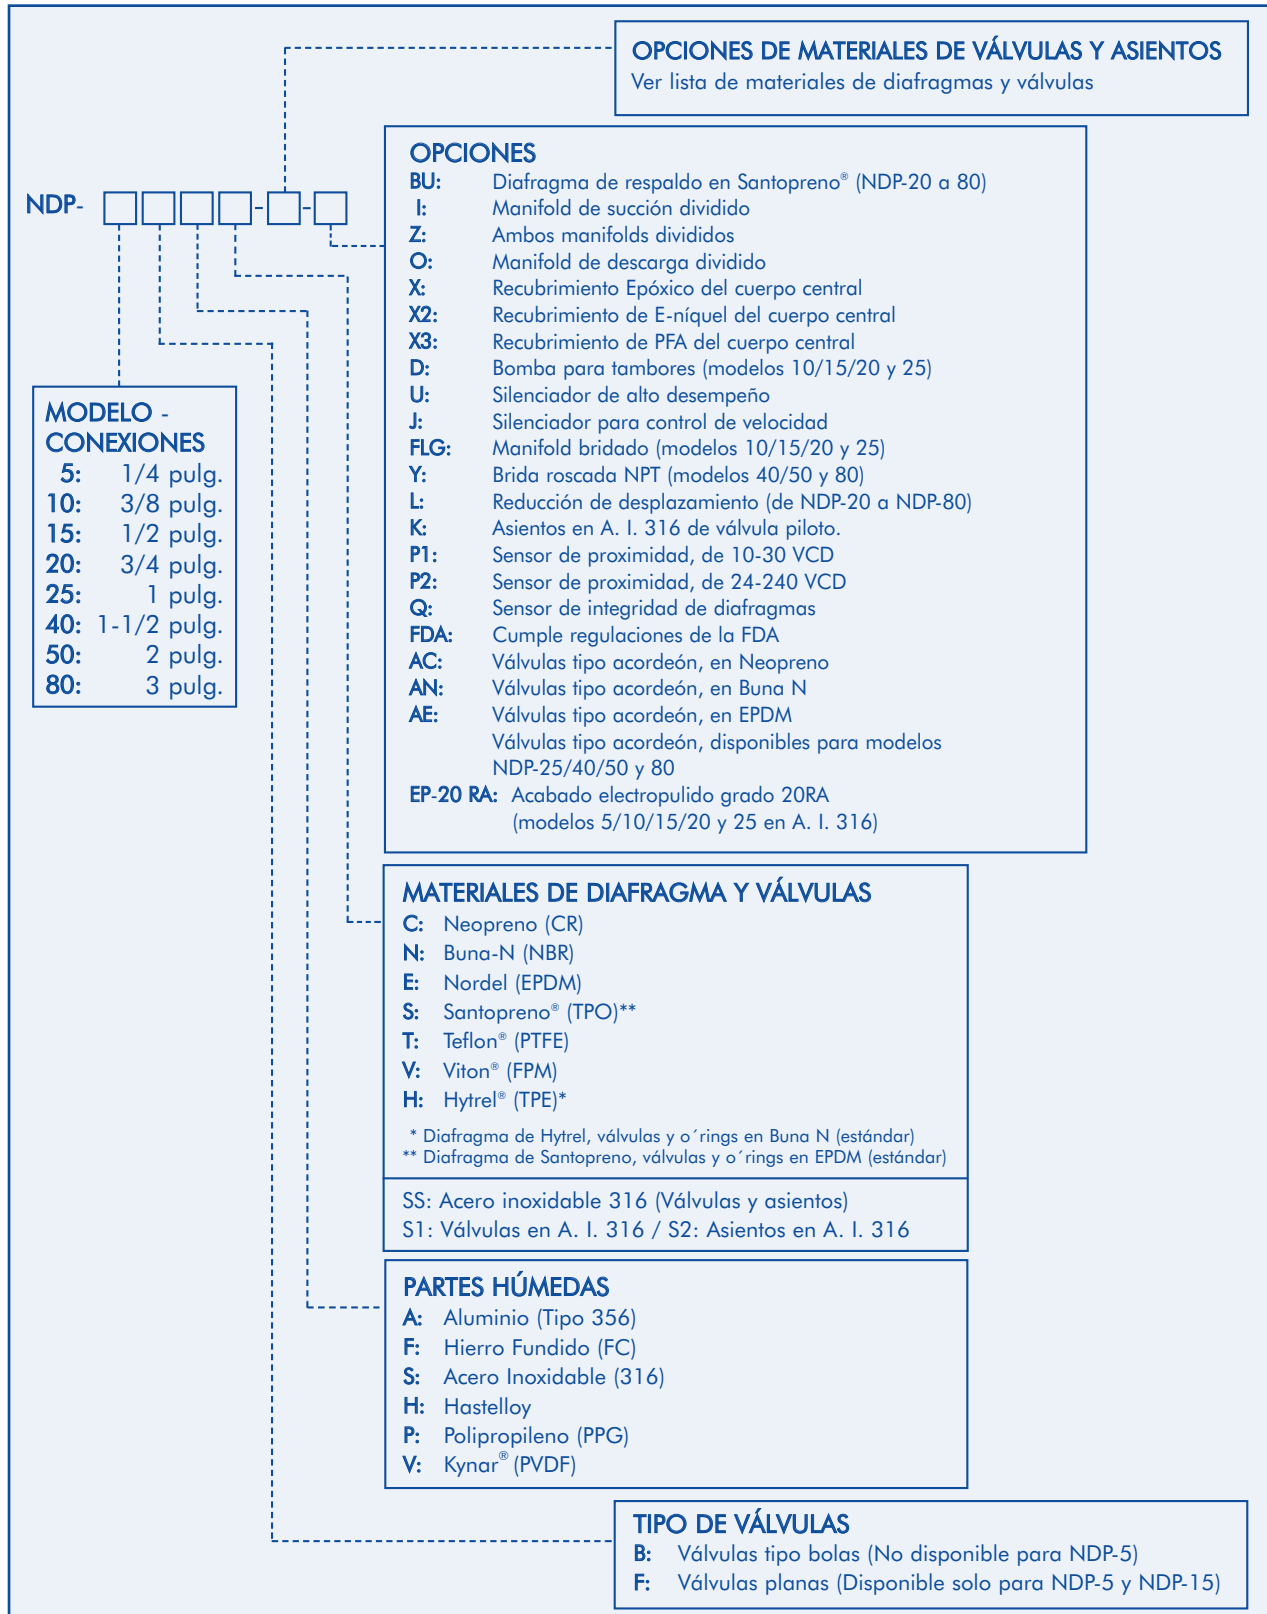 OPCIONES DE MATERIALES DE VÁLVULAS Y ASIENTOS
Ver lista de materiales de diafragmas y válvulas
NDP- - -
OPCIONES
BU: Diafragma de respaldo en Santopreno® (NDP-20 a 80)
I: Manifold de succión dividido
Z: Ambos manifolds divididos
O: Manifold de descarga dividido
X: Recubrimiento Epóxico del cuerpo central
X2: Recubrimiento de E-níquel del cuerpo central
X3: Recubrimiento de PFA del cuerpo central
D: Bomba para tambores (modelos 10/15/20 y 25)
U: Silenciador de alto desempeño
J: Silenciador para control de velocidad
FLG: Manifold bridado (modelos 10/15/20 y 25)
Y: Brida roscada NPT (modelos 40/50 y 80)
L: Reducción de desplazamiento (de NDP-20 a NDP-80)
K: Asientos en A. I. 316 de válvula piloto.
P1: Sensor de proximidad, de 10-30 VCD
P2: Sensor de proximidad, de 24-240 VCD
Q: Sensor de integridad de diafragmas
FDA: Cumple regulaciones de la FDA
AC: Válvulas tipo acordeón, en Neopreno
AN: Válvulas tipo acordeón, en Buna N
AE: Válvulas tipo acordeón, en EPDM
Válvulas tipo acordeón, disponibles para modelos
NDP-25/40/50 y 80
EP-20 RA: Acabado electropulido grado 20RA
(modelos 5/10/15/20 y 25 en A. I. 316)
MODELO -
CONEXIONES
5: 1/4 pulg.
10: 3/8 pulg.
15: 1/2 pulg.
20: 3/4 pulg.
25: 1 pulg.
40: 1-1/2 pulg.
50: 2 pulg.
80: 3 pulg.
MATERIALES DE DIAFRAGMA Y VÁLVULAS
C: Neopreno (CR)
N: Buna-N (NBR)
E: Nordel (EPDM)
S: Santopreno® (TPO)**
T: Teflon® (PTFE)
V: Viton® (FPM)
H: Hytrel® (TPE)*
* Diafragma de Hytrel, válvulas y o´rings en Buna N (estándar)
** Diafragma de Santopreno, válvulas y o´rings en EPDM (estándar)
SS: Acero inoxidable 316 (Válvulas y asientos)
S1: Válvulas en A. I. 316 / S2: Asientos en A. I. 316
PARTES HÚMEDAS
A: Aluminio (Tipo 356)
F: Hierro Fundido (FC)
S: Acero Inoxidable (316)
H: Hastelloy
P: Polipropileno (PPG)
V: Kynar® (PVDF)
TIPO DE VÁLVULAS
B: Válvulas tipo bolas (No disponible para NDP-5)
F: Válvulas planas (Disponible solo para NDP-5 y NDP-15)